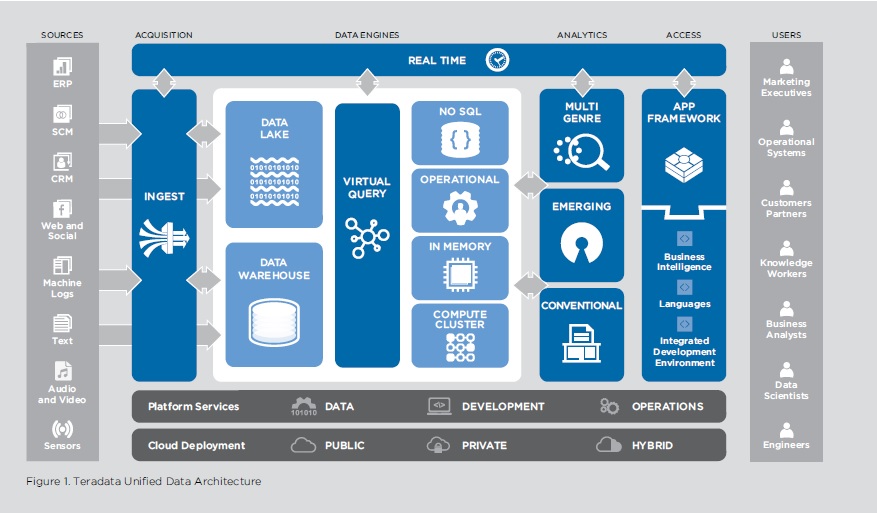 SOURCES
ACQUISITION
DATA ENGINES
ANALYTICS
ACCESS
USERS
REAL TIME
ERP
SCM
CRM
Web and
Social
Machine
Logs
Text
Audio
and Video
Sensors
INGEST
DATA
LAKE
01010101010
01010101010
01010101010
01010101010
DATA
WAREHOUSE
VIRTUAL
QUERY
NO SQL
{ }
OPERATIONAL
IN MEMORY
COMPUTE
CLUSTER
MULTI
GENRE
EMERGING
CONVENTIONAL
APP
FRAMEWORK
Business
Intelligence
Languages
Integrated
Development
Environment
Marketing
Executives
Operational
Systems
Customers
Partners
Knowledge
Workers
Business
Analysts
Data
Scientists
Engineers
Platform Services
101010
DATA
</>
DEVELOPMENT
OPERATIONS
Cloud Deployment
PUBLIC
PRIVATE
HYBRID
Figure 1. Teradata Unified Data Architecture